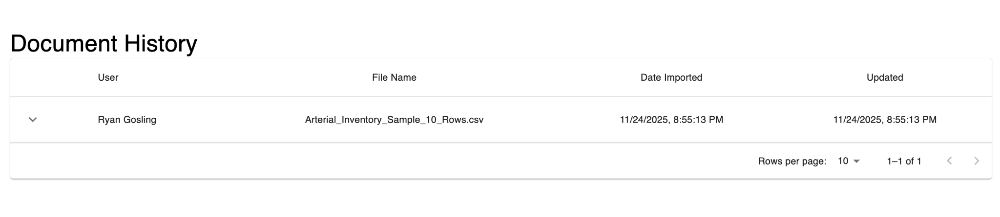 Document History
User File Name Date Imported Updated
Ryan Gosling Arterial_Inventory_Sample_10_Rows.csv 11/24/2025, 8:55:13 PM 11/24/2025, 8:55:13 PM
Rows per page: 10 1–1 of 1